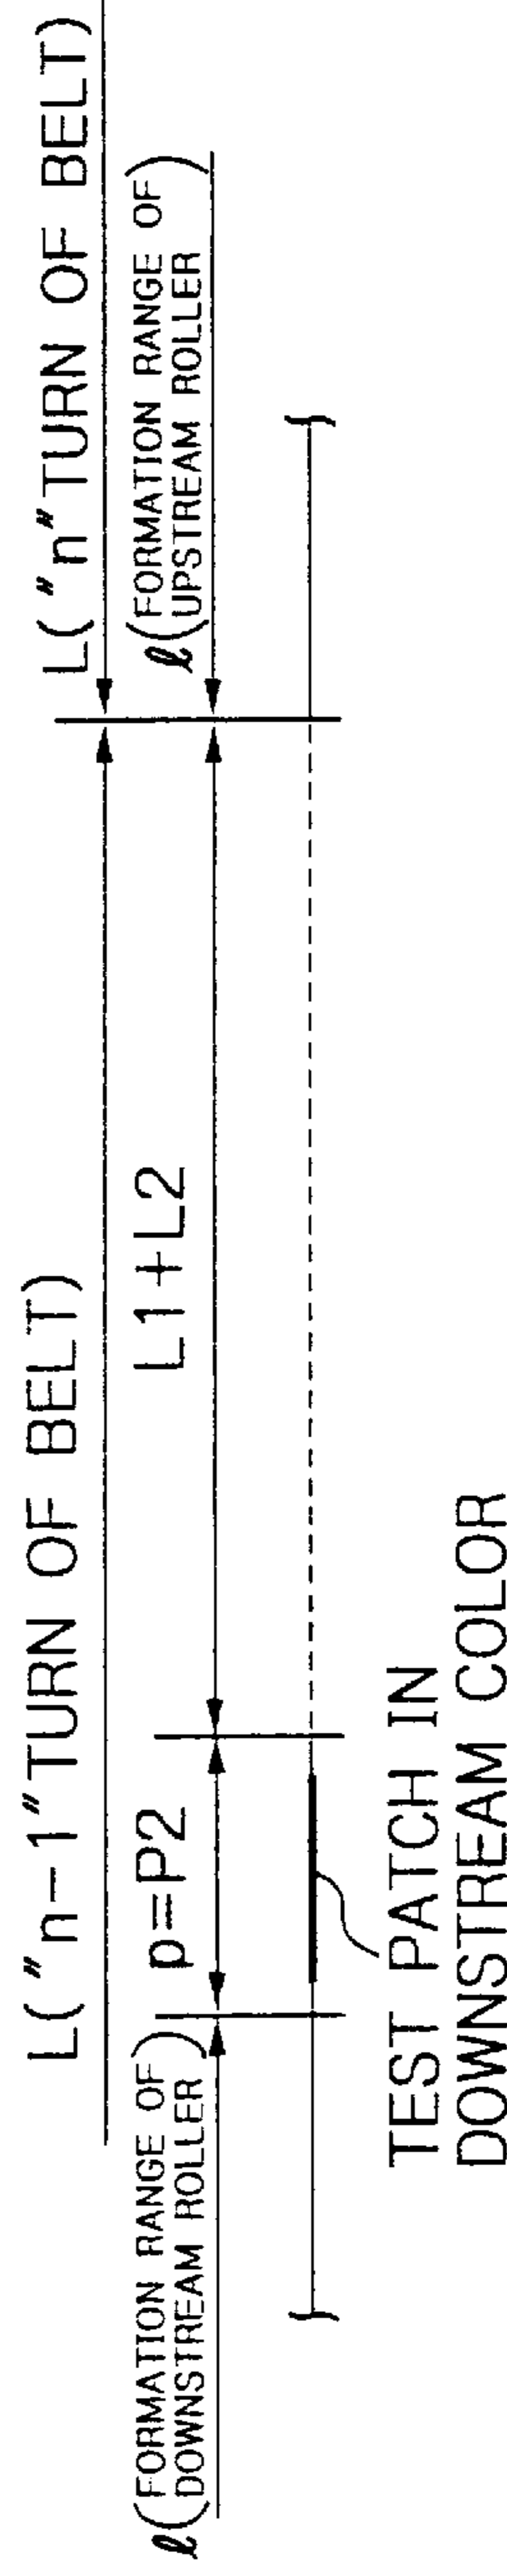 L("n-1"TURN OF BELT)
L("n"TURN OF BELT)
ℓ(FORMATION RANGE OF
DOWNSTREAM ROLLER)
p=P2
L1+L2
ℓ(FORMATION RANGE OF
UPSTREAM ROLLER)
TEST PATCH IN
DOWNSTREAM COLOR